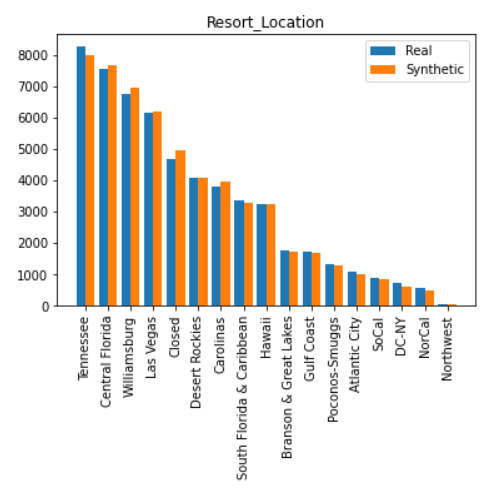 Resort_Location
Real
Synthetic
8000
7000
6000
5000
4000
3000
2000
1000
0
Tennessee
Central Florida
Williamsburg
Las Vegas
Closed
Desert Rockies
Carolinas
South Florida & Caribbean
Hawaii
Branson & Great Lakes
Gulf Coast
Poconos-Smuggs
Atlantic City
SoCal
DC-NY
NorCal
Northwest